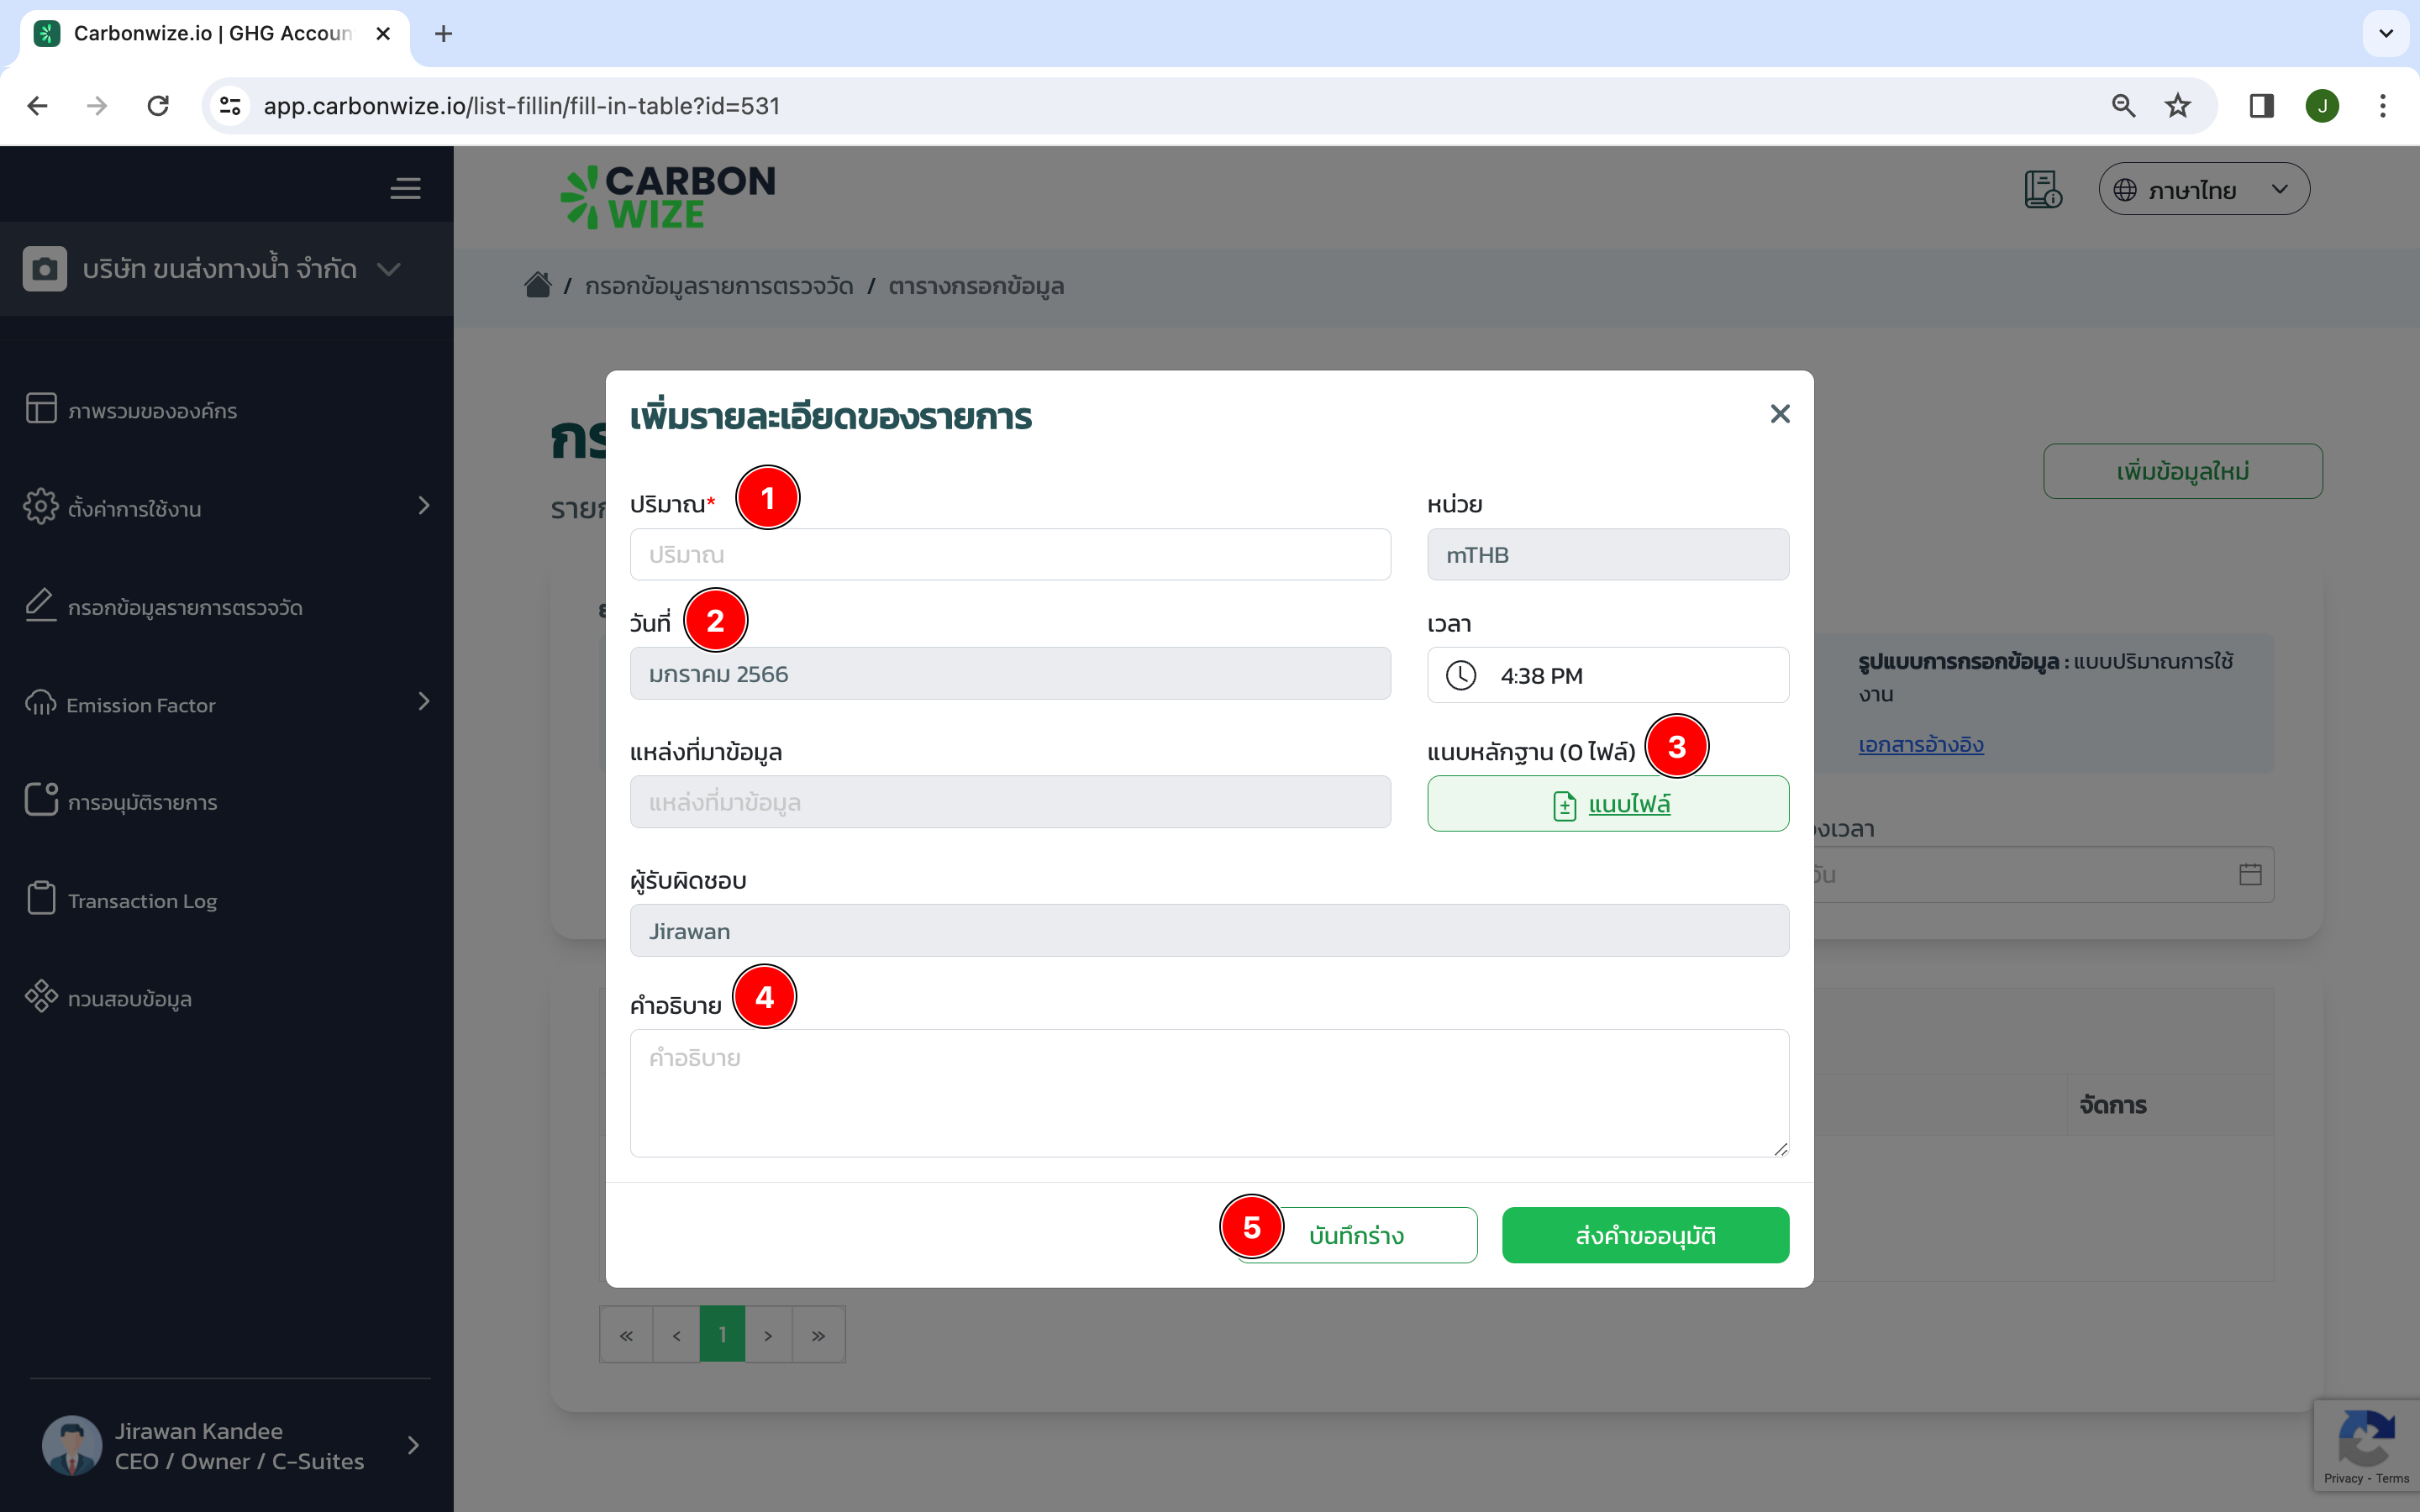 Carbonwize.io | GHG Accoun
app.carbonwize.io/list-fillin/fill-in-table?id=531
J
CARBON
WIZE
ภาษาไทย
บริษัท ขนส่งทางน้ำ จำกัด
/ กรอกข้อมูลรายการตรวจวัด / ตารางกรอกข้อมูล
ภาพรวมขององค์กร
ตั้งค่าการใช้งาน
กรอกข้อมูลรายการตรวจวัด
Emission Factor
การอนุมัติรายการ
Transaction Log
ทวนสอบข้อมูล
Jirawan Kandee
CEO / Owner / C-Suites
เพิ่มข้อมูลใหม่
เพิ่มรายละเอียดของรายการ
ปริมาณ* 1
หน่วย
ปริมาณ
mTHB
วันที่ 2
เวลา
มกราคม 2566
4:38 PM
แหล่งที่มาข้อมูล
แนบหลักฐาน (0 ไฟล์) 3
แหล่งที่มาข้อมูล
แนบไฟล์
ผู้รับผิดชอบ
Jirawan
คำอธิบาย 4
คำอธิบาย
5 บันทึกร่าง
ส่งคำขออนุมัติ
รูปแบบการกรอกข้อมูล : แบบปริมาณการใช้
งาน
เอกสารอ้างอิง
จัดการ
« < 1 > »
Privacy - Terms